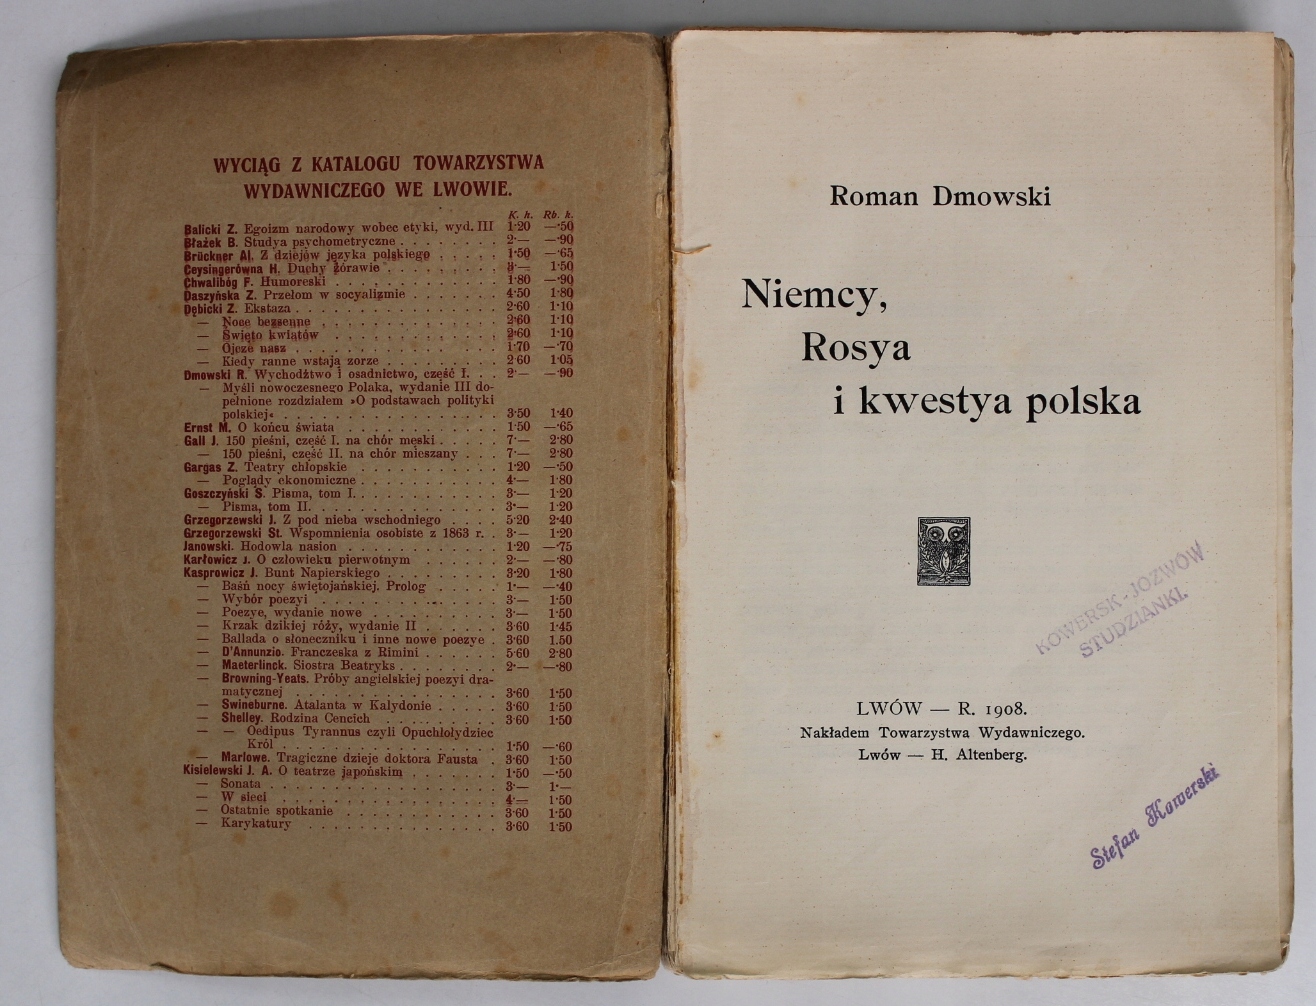 WYCIĄG Z KATALOGU TOWARZYSTWA
WYDAWNICZEGO WE LWOWIE.
K. h. Rb. k.
Balicki Z. Egoizm narodowy wobec etyki, wyd. III 1·20 —·50
Błażek B. Studya psychometryczne . . . . . . . . 2·— —·90
Brückner Al. Z dziejów języka polskiego . . . . . 1·50 —·65
Ceysingerówna H. Duchy żórawie . . . . . . . . . 3·— 1·50
Chwalibóg F. Humoreski . . . . . . . . . . . . . 1·80 —·90
Daszyńska Z. Przełom w socyalizmie . . . . . . . 4·50 1·80
Dębicki Z. Ekstaza . . . . . . . . . . . . . . . 2·60 1·10
— Noce bezsenne . . . . . . . . . . . . . 2·60 1·10
— Święto kwiatów . . . . . . . . . . . . 2·60 1·10
— Ojcze nasz . . . . . . . . . . . . . . 1·70 —·70
— Kiedy ranne wstają zorze . . . . . . . . 2 60 1·05
Dmowski R. Wychodźtwo i osadnictwo, część I. . . 2·— —·90
— Myśli nowoczesnego Polaka, wydanie III do-
pełnione rozdziałem »O podstawach polityki
polskiej« . . . . . . . . . . . . . . . . 3·50 1·40
Ernst M. O końcu świata . . . . . . . . . . . . 1·50 —·65
Gall J. 150 pieśni, część I. na chór męski . . . . . 7·— 2·80
— 150 pieśni, część II. na chór mieszany . . . 7·— 2·80
Gargas Z. Teatry chłopskie . . . . . . . . . . . 1·20 —·50
— Poglądy ekonomiczne . . . . . . . . . . 4·— 1·80
Goszczyński S. Pisma, tom I. . . . . . . . . . . 3·— 1·20
— Pisma, tom II. . . . . . . . . . . . . . 3·— 1·20
Grzegorzewski J. Z pod nieba wschodniego . . . . 5·20 2·40
Grzegorzewski St. Wspomnienia osobiste z 1863 r. . 3·— 1·20
Janowski. Hodowla nasion . . . . . . . . . . . . 1·20 —·75
Karłowicz J. O człowieku pierwotnym . . . . . . 2·— —·80
Kasprowicz J. Bunt Napierskiego . . . . . . . . . 3·20 1·80
— Baśń nocy świętojańskiej. Prolog . . . . . 1·— —·40
— Wybór poezyi . . . . . . . . . . . . . 3·— 1·50
— Poezye, wydanie nowe . . . . . . . . . . 3·— 1·50
— Krzak dzikiej róży, wydanie II . . . . . . 3·60 1·45
— Ballada o słoneczniku i inne nowe poezye . 3·60 1.50
— D'Annunzio. Franczeska z Rimini . . . . . . 5·60 2·80
— Maeterlinck. Siostra Beatryks . . . . . . . . 2·— —·80
— Browning-Yeats. Próby angielskiej poezyi dra-
matycznej . . . . . . . . . . . . . . . . 3·60 1·50
— Swineburne. Atalanta w Kalydonie . . . . . 3·60 1·50
— Shelley. Rodzina Cencich . . . . . . . . . 3 60 1·50
— — Oedipus Tyrannus czyli Opuchłołydziec
Król . . . . . . . . . . . . . . . . . 1·50 —·60
— Marlowe. Tragiczne dzieje doktora Fausta . 3·60 1·50
Kisielewski J. A. O teatrze japońskim . . . . . . . 1·50 —·50
— Sonata . . . . . . . . . . . . . . . . . 3·— 1·—
— W sieci . . . . . . . . . . . . . . . . 4·— 1·50
— Ostatnie spotkanie . . . . . . . . . . . . 3·60 1·50
— Karykatury . . . . . . . . . . . . . . . 3·60 1·50
Roman Dmowski
Niemcy,
Rosya
i kwestya polska
KOWERSK-JOZWÓW
STUDZIANKI.
LWÓW — R. 1908.
Nakładem Towarzystwa Wydawniczego.
Lwów — H. Altenberg.
Stefan Kowerski